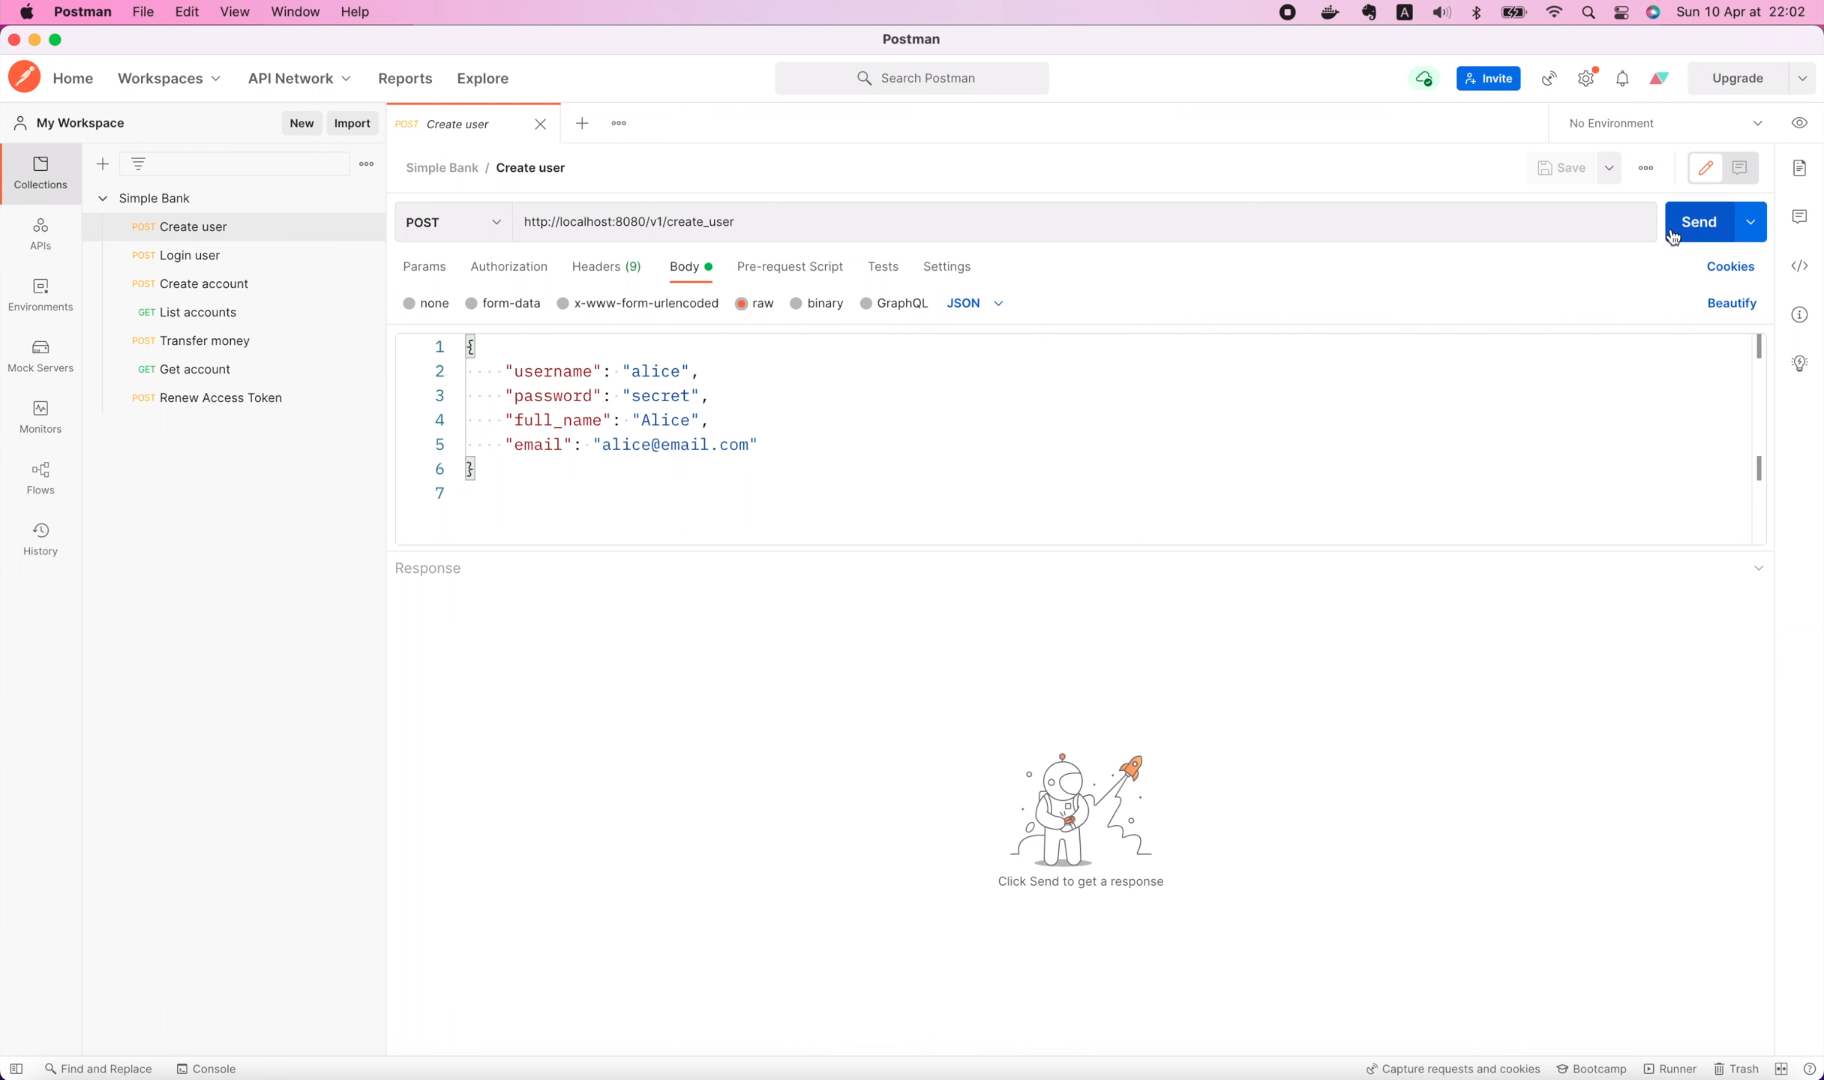 Postman File Edit View Window Help A Sun 10 Apr at 22:02
Postman
Home Workspaces API Network Reports Explore Search Postman Invite Upgrade
My Workspace New Import POST Create user No Environment
Simple Bank / Create user Save
Collections
Simple Bank
POST Create user
POST Login user
POST Create account
GET List accounts
POST Transfer money
GET Get account
POST Renew Access Token
APIs
Environments
Mock Servers
Monitors
Flows
History
POST http://localhost:8080/v1/create_user Send
Params Authorization Headers (9) Body Pre-request Script Tests Settings Cookies
none form-data x-www-form-urlencoded raw binary GraphQL JSON Beautify
1 {
2 "username": "alice",
3 "password": "secret",
4 "full_name": "Alice",
5 "email": "alice@email.com"
6 }
7
Response
Click Send to get a response
Find and Replace Console Capture requests and cookies Bootcamp Runner Trash